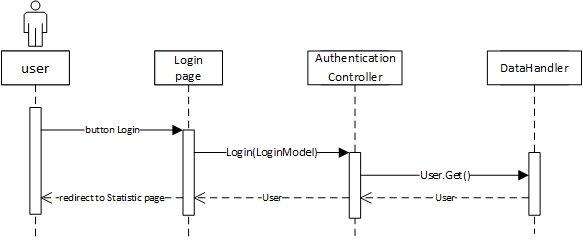 user
Login
page
Authentication
Controller
DataHandler
button Login
Login(LoginModel)
User.Get()
redirect to Statistic page
User
User